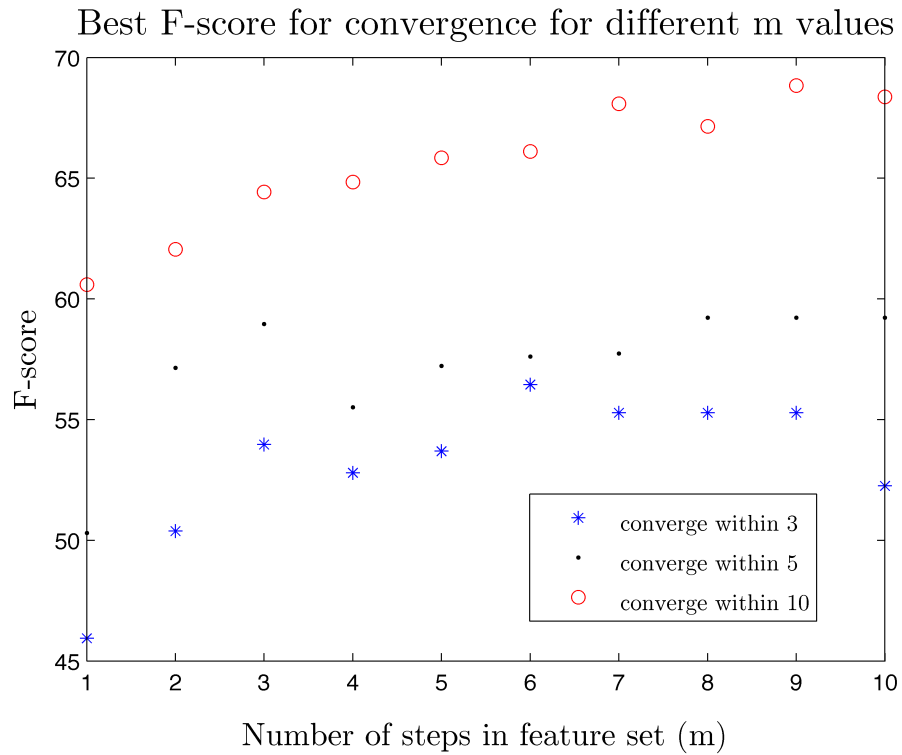 Best F-score for convergence for different m values
70
65
60
55
50
45
F-score
converge within 3
converge within 5
converge within 10
1 2 3 4 5 6 7 8 9 10
Number of steps in feature set (m)